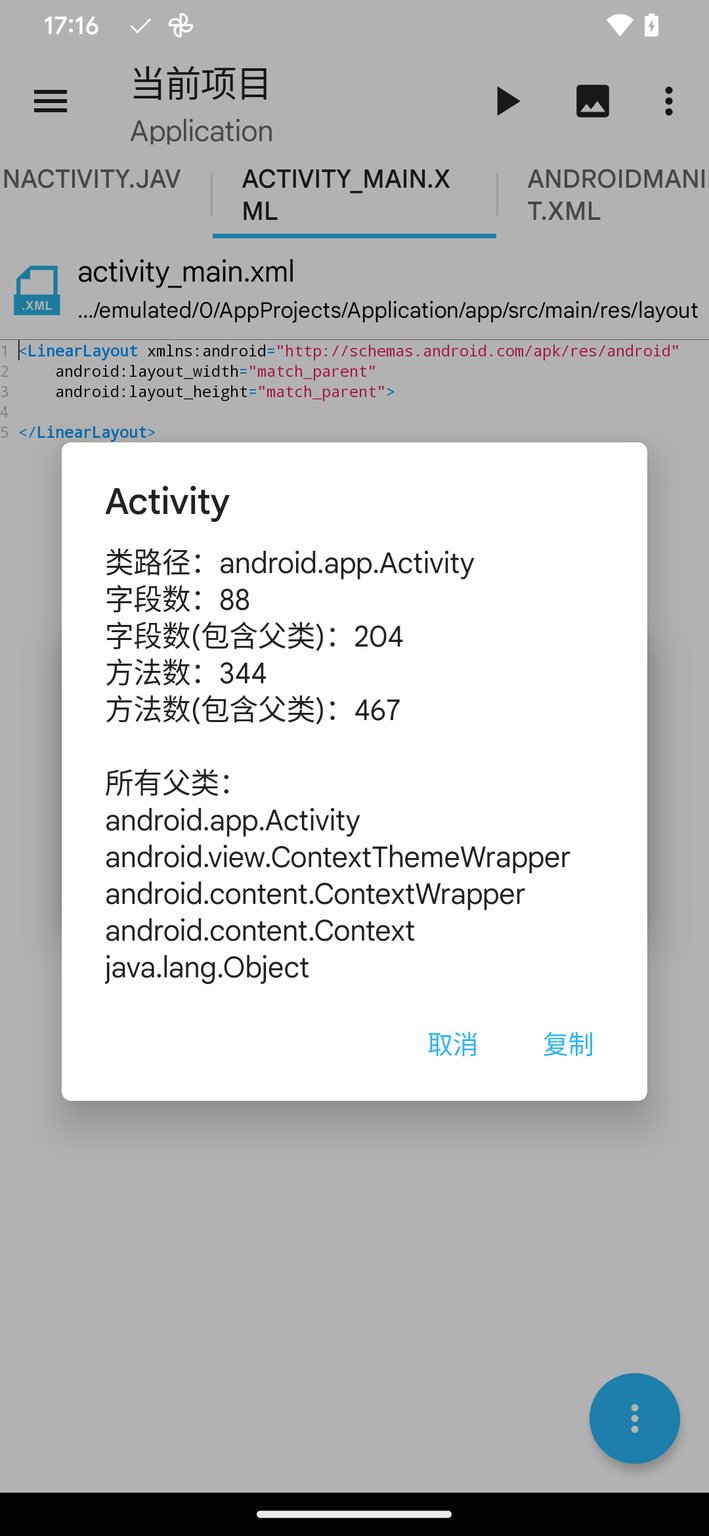 17:16
当前项目
Application
NACTIVITY.JAV
ACTIVITY_MAIN.X
ML
ANDROIDMANI
T.XML
.XML
activity_main.xml
.../emulated/0/AppProjects/Application/app/src/main/res/layout
1 <LinearLayout xmlns:android="http://schemas.android.com/apk/res/android"
2 android:layout_width="match_parent"
3 android:layout_height="match_parent">
4
5 </LinearLayout>
Activity
类路径：android.app.Activity
字段数：88
字段数(包含父类)：204
方法数：344
方法数(包含父类)：467
所有父类：
android.app.Activity
android.view.ContextThemeWrapper
android.content.ContextWrapper
android.content.Context
java.lang.Object
取消
复制